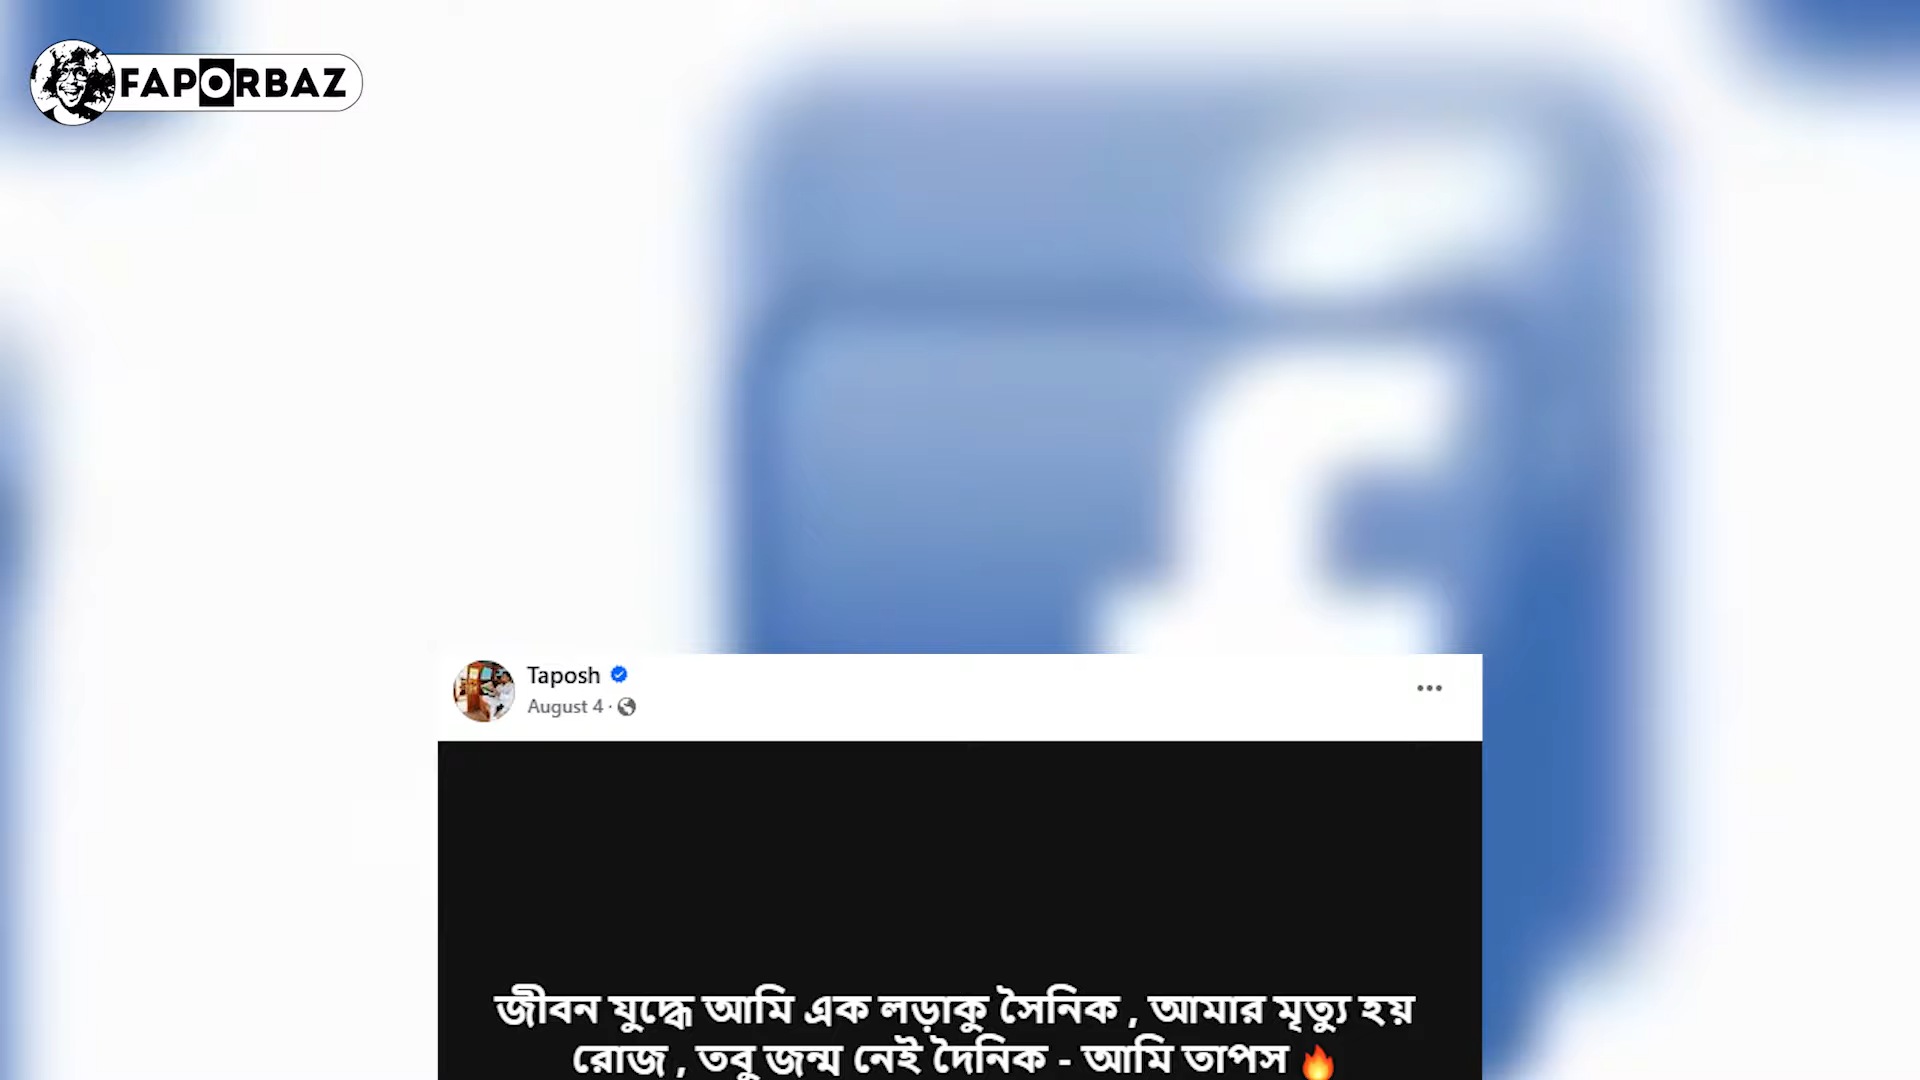 FAPORBAZ
Taposh
August 4 ·
জীবন যুদ্ধে আমি এক লড়াকু সৈনিক , আমার মৃত্যু হয়
রোজ , তবু জন্ম নেই দৈনিক - আমি তাপস 🔥